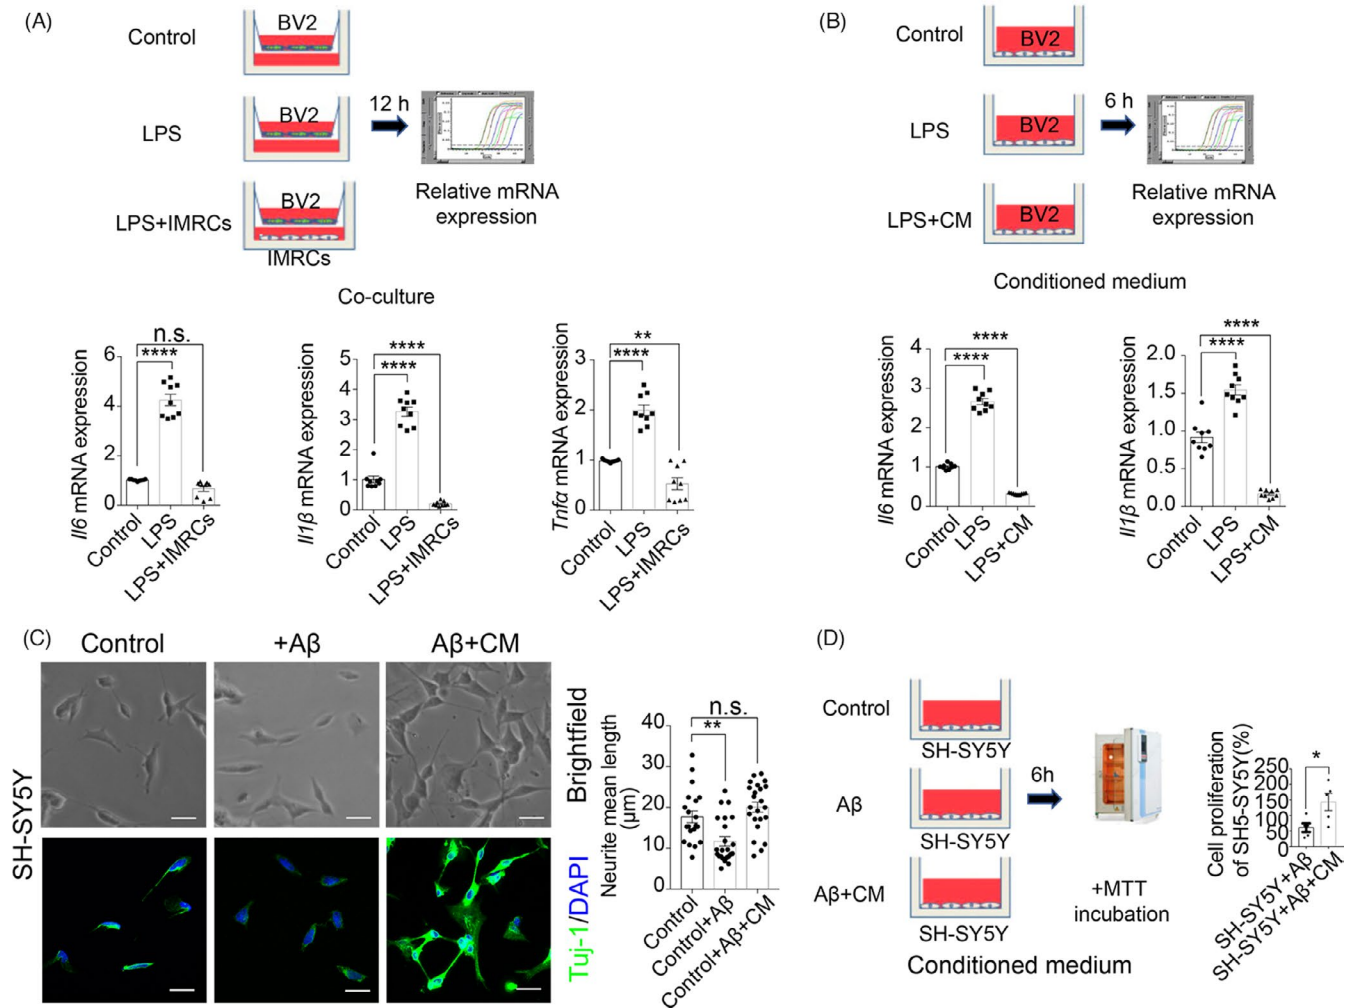 (A)
Control
BV2
LPS
BV2
LPS+IMRCs
BV2
IMRCs
12 h
Relative mRNA
expression
Co-culture
Il6 mRNA expression
6
4
2
0
n.s.
****
Control
LPS
LPS+IMRCs
Il1β mRNA expression
5
4
3
2
1
0
****
****
Control
LPS
LPS+IMRCs
Tnfα mRNA expression
3
2
1
0
**
****
Control
LPS
LPS+IMRCs
(B)
Control
BV2
LPS
BV2
LPS+CM
BV2
6 h
Relative mRNA
expression
Conditioned medium
Il6 mRNA expression
4
3
2
1
0
****
****
Control
LPS
LPS+CM
Il1β mRNA expression
2.0
1.5
1.0
0.5
0.0
****
****
Control
LPS
LPS+CM
(C)
Control
+Aβ
Aβ+CM
SH-SY5Y
Brightfield
Tuj-1/DAPI
Neurite mean length
(μm)
40
30
20
10
0
n.s.
**
Control
Control+Aβ
Control+Aβ+CM
(D)
Control
SH-SY5Y
Aβ
SH-SY5Y
Aβ+CM
SH-SY5Y
Conditioned medium
6h
+MTT
incubation
Cell proliferation
of SH5-SY5Y(%)
250
200
150
100
50
0
*
SH-SY5Y+Aβ
SH-SY5Y+Aβ+CM